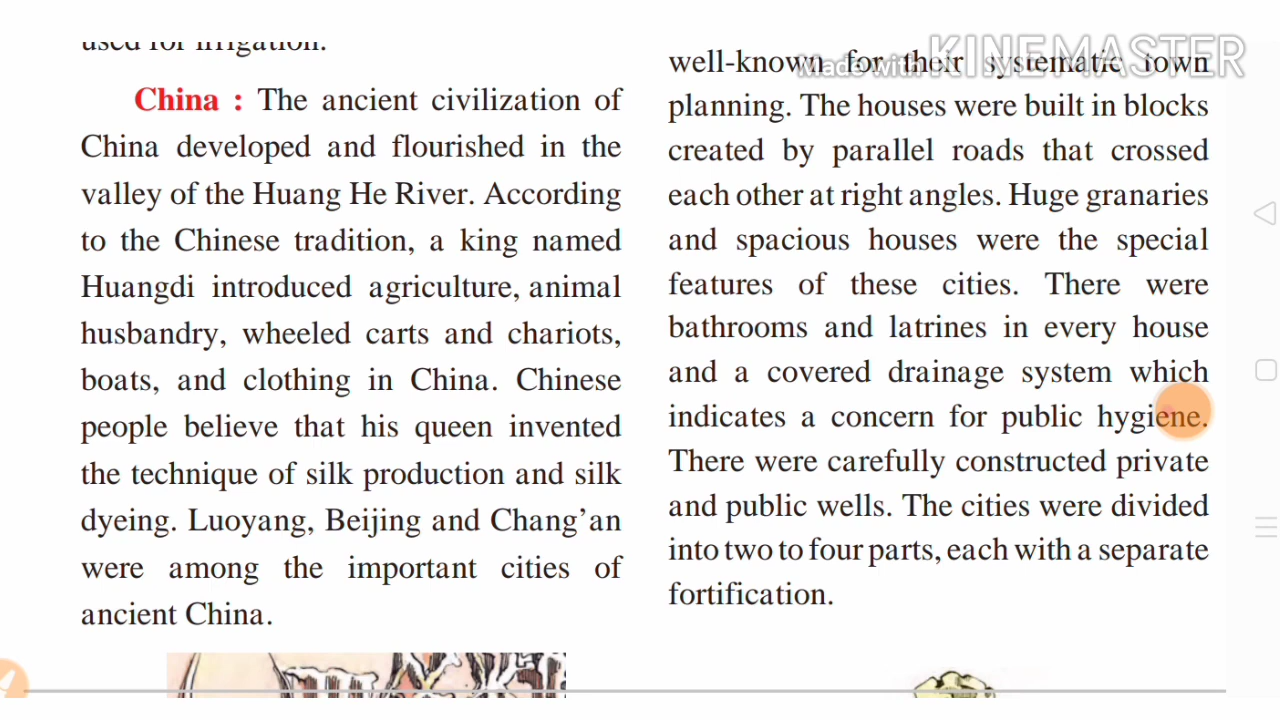 used for irrigation.
China : The ancient civilization of
China developed and flourished in the
valley of the Huang He River. According
to the Chinese tradition, a king named
Huangdi introduced agriculture, animal
husbandry, wheeled carts and chariots,
boats, and clothing in China. Chinese
people believe that his queen invented
the technique of silk production and silk
dyeing. Luoyang, Beijing and Chang’an
were among the important cities of
ancient China.
well-known for their systematic town
planning. The houses were built in blocks
created by parallel roads that crossed
each other at right angles. Huge granaries
and spacious houses were the special
features of these cities. There were
bathrooms and latrines in every house
and a covered drainage system which
indicates a concern for public hygiene.
There were carefully constructed private
and public wells. The cities were divided
into two to four parts, each with a separate
fortification.
Made with KINEMASTER